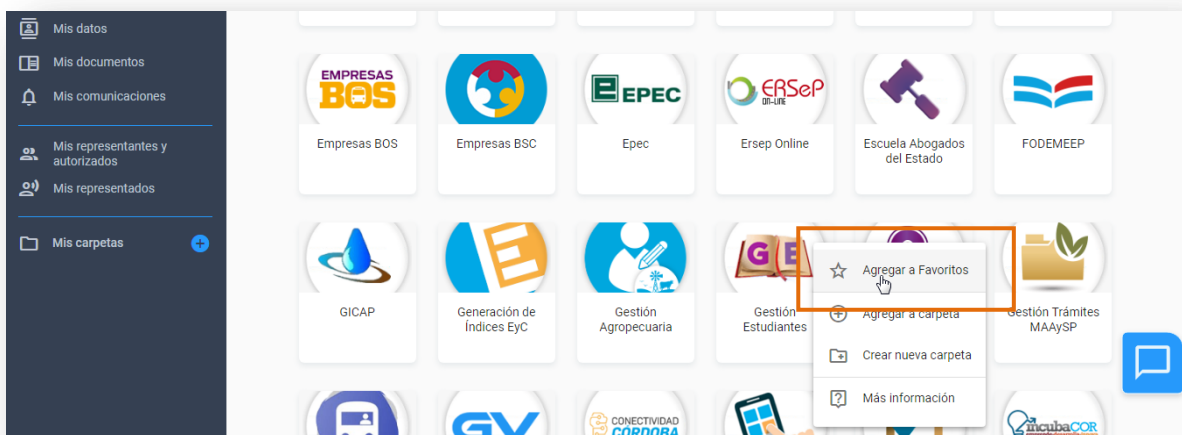 Mis datos
Mis documentos
Mis comunicaciones
Mis representantes y
autorizados
Mis representados
Mis carpetas
EMPRESAS
BOS
EPEC
ERSeP
ON-LINE
Empresas BOS
Empresas BSC
Epec
Ersep Online
Escuela Abogados
del Estado
FODEMEEP
E
GE
GICAP
Generación de
Índices EyC
Gestión
Agropecuaria
Gestión
Estudiantes
Gestión Trámites
MAAySP
Agregar a Favoritos
Agregar a carpeta
Crear nueva carpeta
Más información
GV
CONECTIVIDAD
CÓRDOBA
incubaCOR